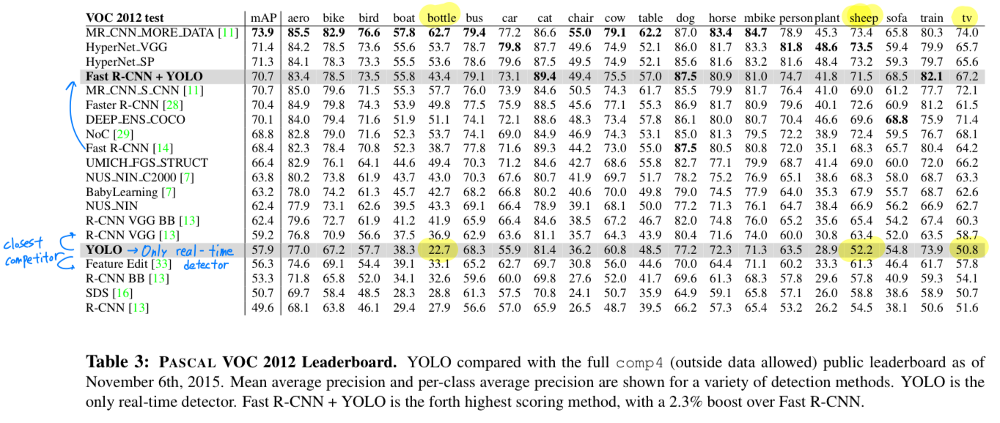 VOC 2012 test mAP aero bike bird boat bottle bus car cat chair cow table dog horse mbike person plant sheep sofa train tv
MR_CNN_MORE_DATA [11] 73.9 85.5 82.9 76.6 57.8 62.7 79.4 77.2 86.6 55.0 79.1 62.2 87.0 83.4 84.7 78.9 45.3 73.4 65.8 80.3 74.0
HyperNet_VGG 71.4 84.2 78.5 73.6 55.6 53.7 78.7 79.8 87.7 49.6 74.9 52.1 86.0 81.7 83.3 81.8 48.6 73.5 59.4 79.9 65.7
HyperNet_SP 71.3 84.1 78.3 73.3 55.5 53.6 78.6 79.6 87.5 49.5 74.9 52.1 85.6 81.6 83.2 81.6 48.4 73.2 59.3 79.7 65.6
Fast R-CNN + YOLO 70.7 83.4 78.5 73.5 55.8 43.4 79.1 73.1 89.4 49.4 75.5 57.0 87.5 80.9 81.0 74.7 41.8 71.5 68.5 82.1 67.2
MR_CNN_S_CNN [11] 70.7 85.0 79.6 71.5 55.3 57.7 76.0 73.9 84.6 50.5 74.3 61.7 85.5 79.9 81.7 76.4 41.0 69.0 61.2 77.7 72.1
Faster R-CNN [28] 70.4 84.9 79.8 74.3 53.9 49.8 77.5 75.9 88.5 45.6 77.1 55.3 86.9 81.7 80.9 79.6 40.1 72.6 60.9 81.2 61.5
DEEP_ENS_COCO 70.1 84.0 79.4 71.6 51.9 51.1 74.1 72.1 88.6 48.3 73.4 57.8 86.1 80.0 80.7 70.4 46.6 69.6 68.8 75.9 71.4
NoC [29] 68.8 82.8 79.0 71.6 52.3 53.7 74.1 69.0 84.9 46.9 74.3 53.1 85.0 81.3 79.5 72.2 38.9 72.4 59.5 76.7 68.1
Fast R-CNN [14] 68.4 82.3 78.4 70.8 52.3 38.7 77.8 71.6 89.3 44.2 73.0 55.0 87.5 80.5 80.8 72.0 35.1 68.3 65.7 80.4 64.2
UMICH_FGS_STRUCT 66.4 82.9 76.1 64.1 44.6 49.4 70.3 71.2 84.6 42.7 68.6 55.8 82.7 77.1 79.9 68.7 41.4 69.0 60.0 72.0 66.2
NUS_NIN_C2000 [7] 63.8 80.2 73.8 61.9 43.7 43.0 70.3 67.6 80.7 41.9 69.7 51.7 78.2 75.2 76.9 65.1 38.6 68.3 58.0 68.7 63.3
BabyLearning [7] 63.2 78.0 74.2 61.3 45.7 42.7 68.2 66.8 80.2 40.6 70.0 49.8 79.0 74.5 77.9 64.0 35.3 67.9 55.7 68.7 62.6
NUS_NIN 62.4 77.9 73.1 62.6 39.5 43.3 69.1 66.4 78.9 39.1 68.1 50.0 77.2 71.3 76.1 64.7 38.4 66.9 56.2 66.9 62.7
R-CNN VGG BB [13] 62.4 79.6 72.7 61.9 41.2 41.9 65.9 66.4 84.6 38.5 67.2 46.7 82.0 74.8 76.0 65.2 35.6 65.4 54.2 67.4 60.3
R-CNN VGG [13] 59.2 76.8 70.9 56.6 37.5 36.9 62.9 63.6 81.1 35.7 64.3 43.9 80.4 71.6 74.0 60.0 30.8 63.4 52.0 63.5 58.7
closest
competitor
YOLO → Only real-time 57.9 77.0 67.2 57.7 38.3 22.7 68.3 55.9 81.4 36.2 60.8 48.5 77.2 72.3 71.3 63.5 28.9 52.2 54.8 73.9 50.8
Feature Edit [33] detector 56.3 74.6 69.1 54.4 39.1 33.1 65.2 62.7 69.7 30.8 56.0 44.6 70.0 64.4 71.1 60.2 33.3 61.3 46.4 61.7 57.8
R-CNN BB [13] 53.3 71.8 65.8 52.0 34.1 32.6 59.6 60.0 69.8 27.6 52.0 41.7 69.6 61.3 68.3 57.8 29.6 57.8 40.9 59.3 54.1
SDS [16] 50.7 69.7 58.4 48.5 28.3 28.8 61.3 57.5 70.8 24.1 50.7 35.9 64.9 59.1 65.8 57.1 26.0 58.8 38.6 58.9 50.7
R-CNN [13] 49.6 68.1 63.8 46.1 29.4 27.9 56.6 57.0 65.9 26.5 48.7 39.5 66.2 57.3 65.4 53.2 26.2 54.5 38.1 50.6 51.6
Table 3: PASCAL VOC 2012 Leaderboard. YOLO compared with the full comp4 (outside data allowed) public leaderboard as of
November 6th, 2015. Mean average precision and per-class average precision are shown for a variety of detection methods. YOLO is the
only real-time detector. Fast R-CNN + YOLO is the forth highest scoring method, with a 2.3% boost over Fast R-CNN.